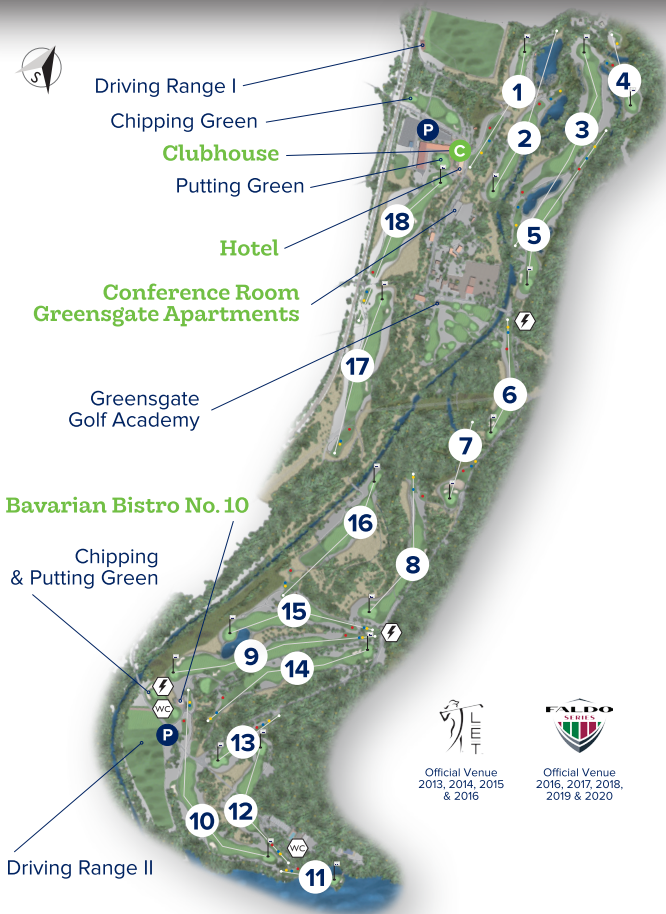 S
Driving Range I
Chipping Green
Clubhouse
Putting Green
Hotel
Conference Room
Greensgate Apartments
Greensgate
Golf Academy
Bavarian Bistro No. 10
Chipping
& Putting Green
Driving Range II
P
C
1
2
3
4
5
6
7
8
9
10
11
12
13
14
15
16
17
18
WC
P
WC
LET
Official Venue
2013, 2014, 2015
& 2016
FALDO
SERIES
Official Venue
2016, 2017, 2018,
2019 & 2020